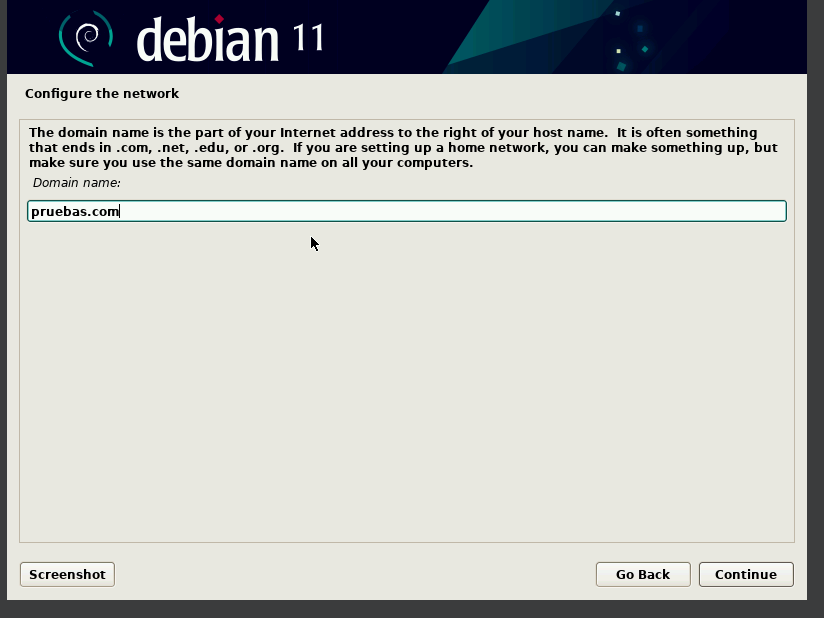 debian 11
Configure the network
The domain name is the part of your Internet address to the right of your host name.  It is often something
that ends in .com, .net, .edu, or .org.  If you are setting up a home network, you can make something up, but
make sure you use the same domain name on all your computers.
Domain name:
pruebas.com
Screenshot
Go Back
Continue